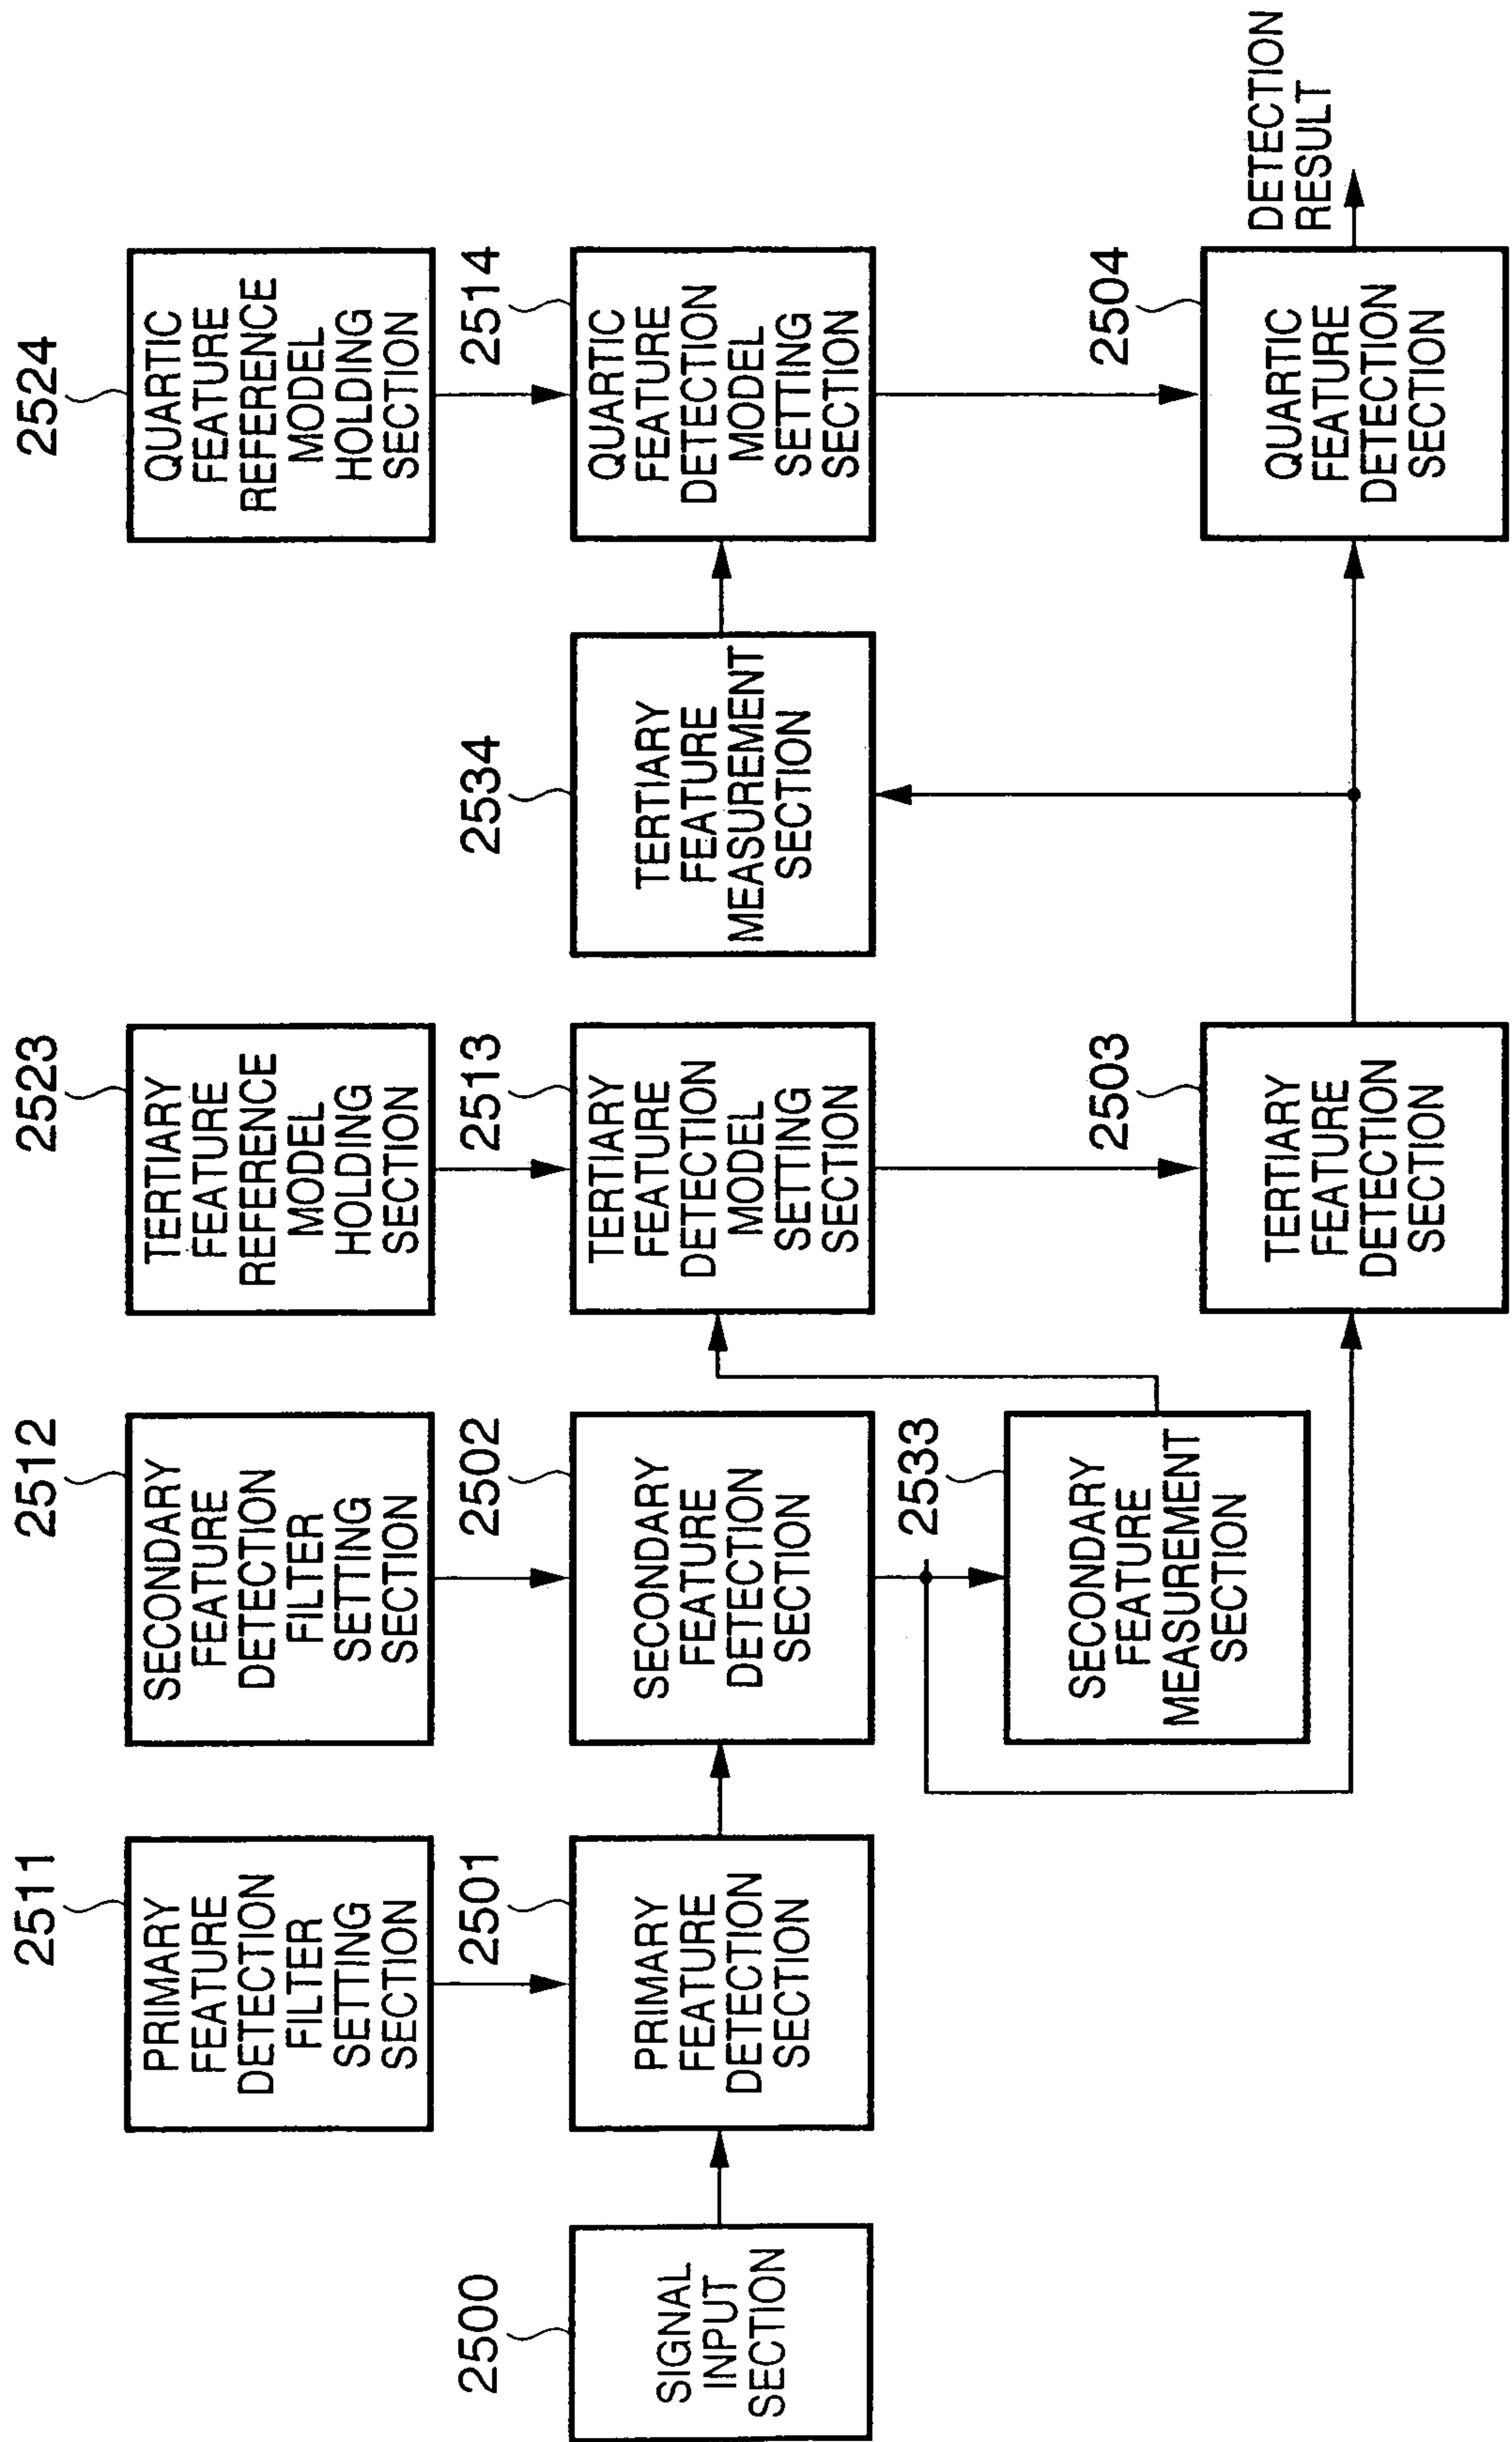 2511
PRIMARY
FEATURE
DETECTION
FILTER
SETTING
SECTION
2512
SECONDARY
FEATURE
DETECTION
FILTER
SETTING
SECTION
2523
TERTIARY
FEATURE
REFERENCE
MODEL
HOLDING
SECTION
2524
QUARTIC
FEATURE
REFERENCE
MODEL
HOLDING
SECTION
2500
SIGNAL
INPUT
SECTION
2501
PRIMARY
FEATURE
DETECTION
SECTION
2502
SECONDARY
FEATURE
DETECTION
SECTION
2513
TERTIARY
FEATURE
DETECTION
MODEL
SETTING
SECTION
2534
TERTIARY
FEATURE
MEASUREMENT
SECTION
2514
QUARTIC
FEATURE
DETECTION
MODEL
SETTING
SECTION
2533
SECONDARY
FEATURE
MEASUREMENT
SECTION
2503
TERTIARY
FEATURE
DETECTION
SECTION
2504
QUARTIC
FEATURE
DETECTION
SECTION
DETECTION
RESULT